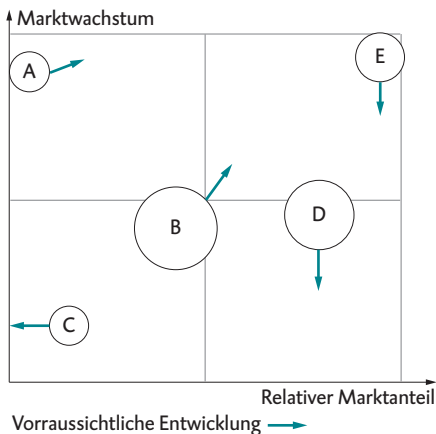 Marktwachstum
A
E
B
D
C
Relativer Marktanteil
Vorraussichtliche Entwicklung